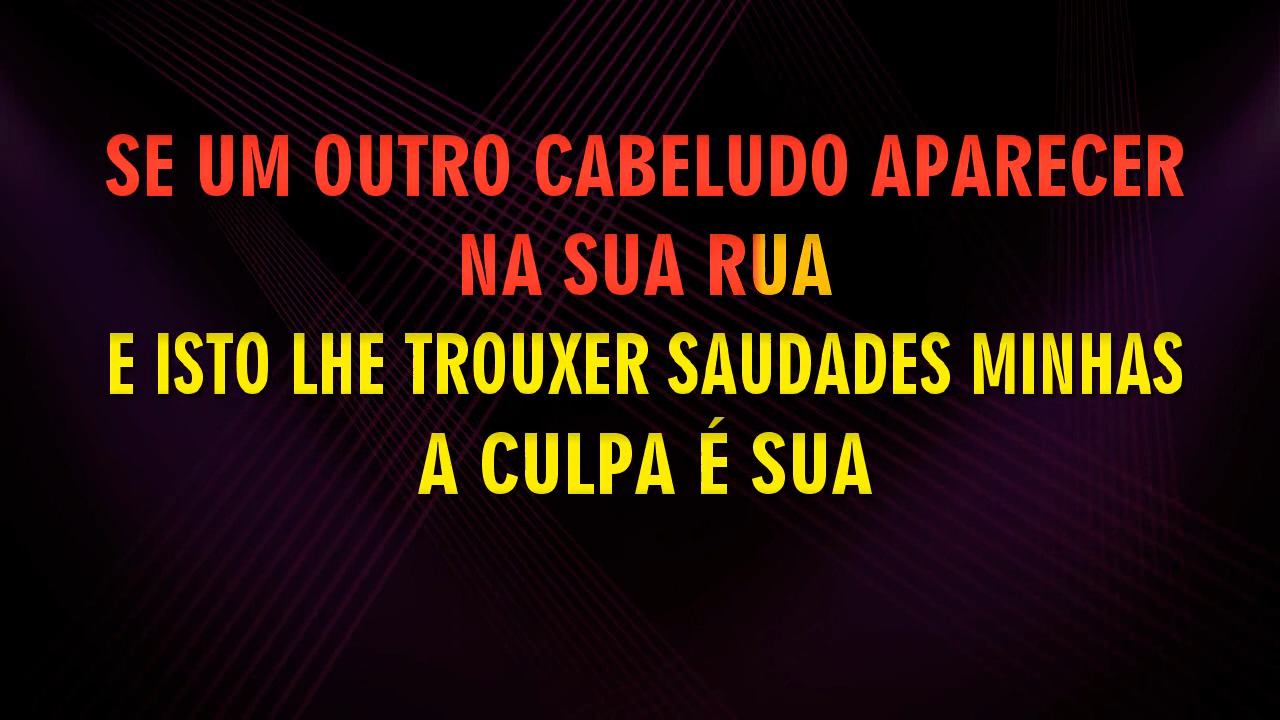 SE UM OUTRO CABELUDO APARECER
NA SUA RUA
E ISTO LHE TROUXER SAUDADES MINHAS
A CULPA É SUA